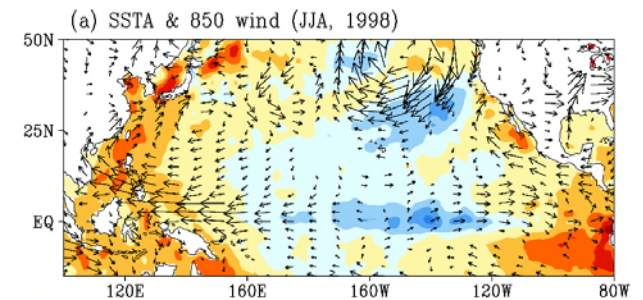 (a) SSTA & 850 wind (JJA, 1998)
50N
25N
EQ
120E 160E 160W 120W 80W